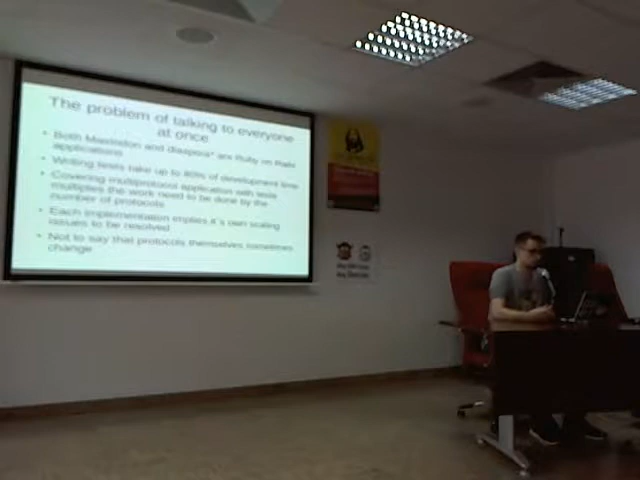 The problem of talking to everyone
at once
• Both Mastodon and diaspora* are Ruby on Rails
applications
• Writing tests take up to 80% of development time
• Covering multiprotocol application with tests
multiplies the work need to be done by the
number of protocols
• Each implementation implies it's own scaling
issues to be resolved
• Not to say that protocols themselves sometimes
change